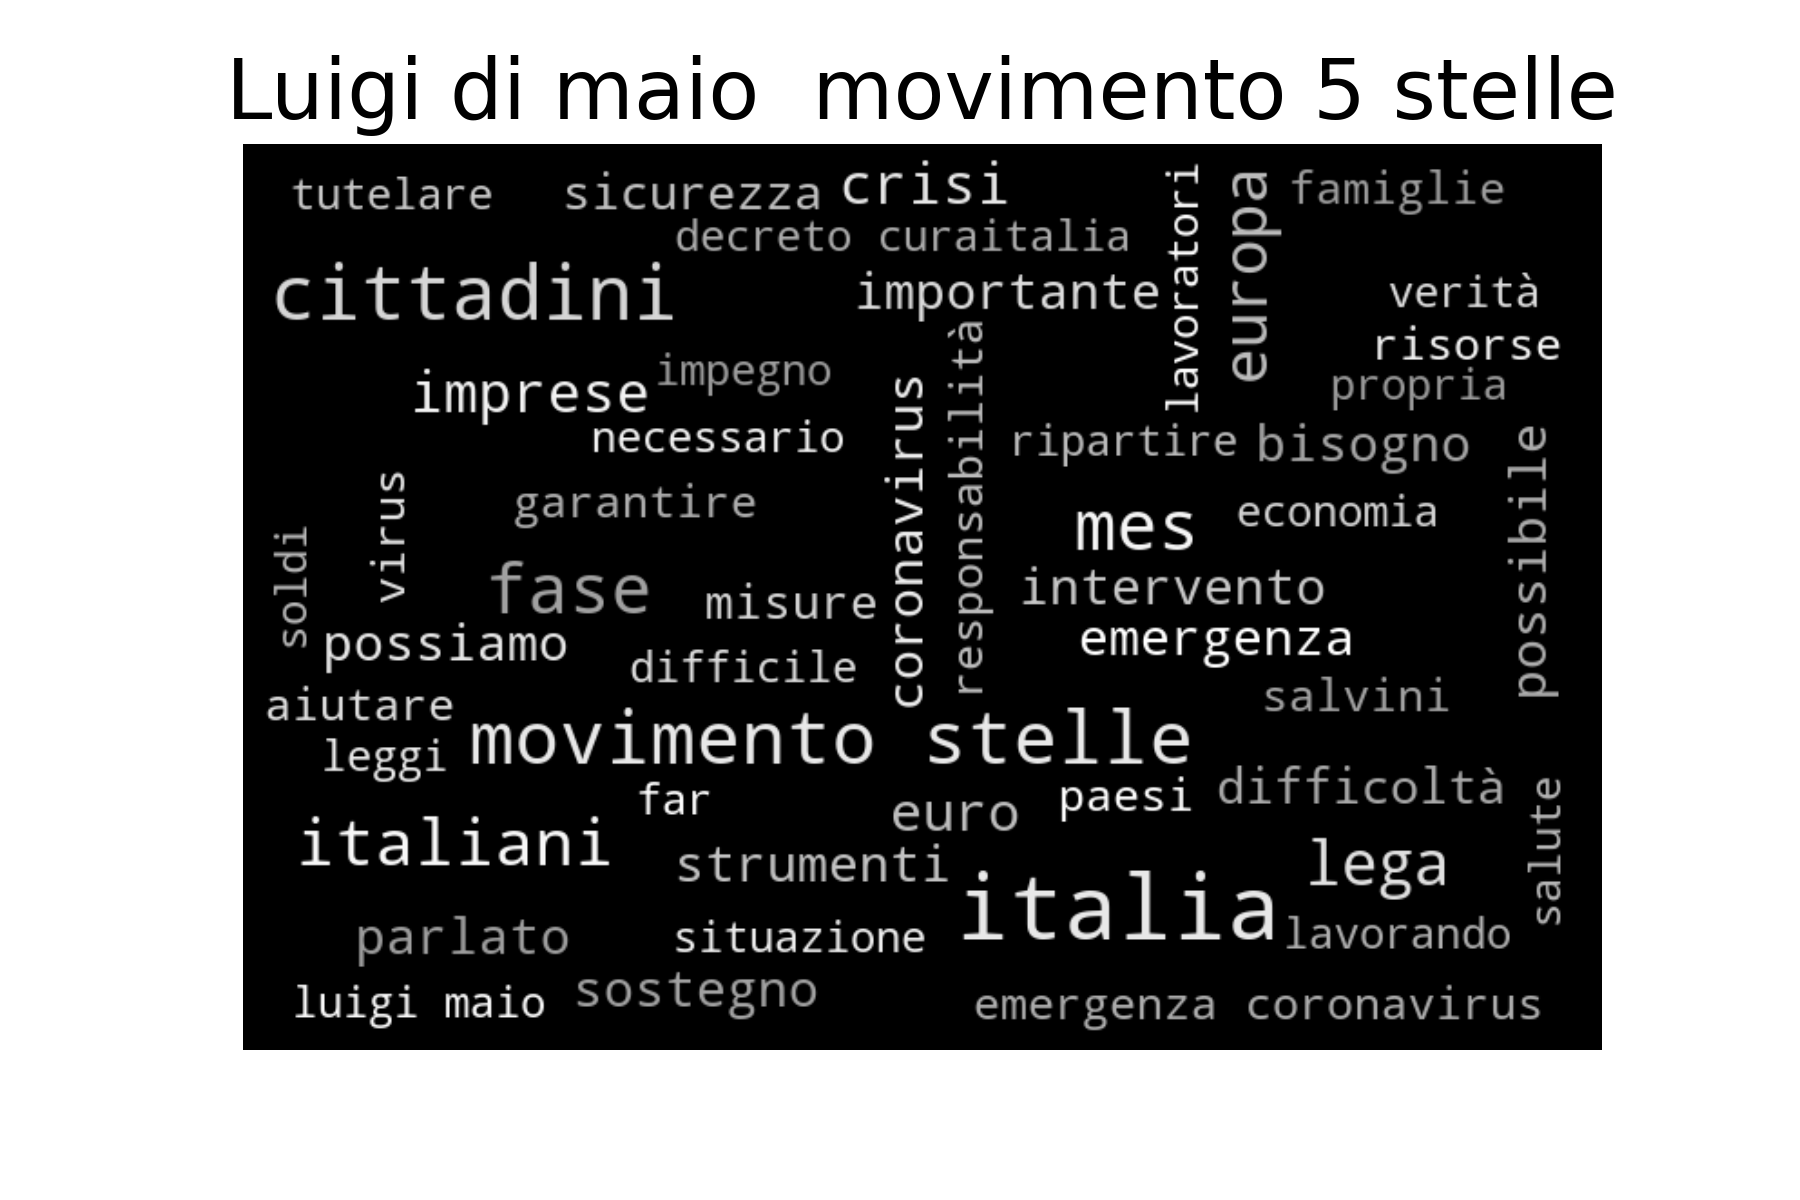 Luigi di maio  movimento 5 stelle
tutelare
sicurezza
crisi
lavoratori
europa
famiglie
decreto curaitalia
cittadini
importante
verità
risorse
imprese
impegno
propria
necessario
coronavirus
responsabilità
ripartire
bisogno
possibile
virus
garantire
mes
economia
soldi
fase
misure
intervento
possiamo
emergenza
difficile
salvini
aiutare
movimento stelle
leggi
far
euro
paesi
difficoltà
salute
italiani
strumenti
lega
italia
parlato
situazione
lavorando
luigi maio
sostegno
emergenza coronavirus